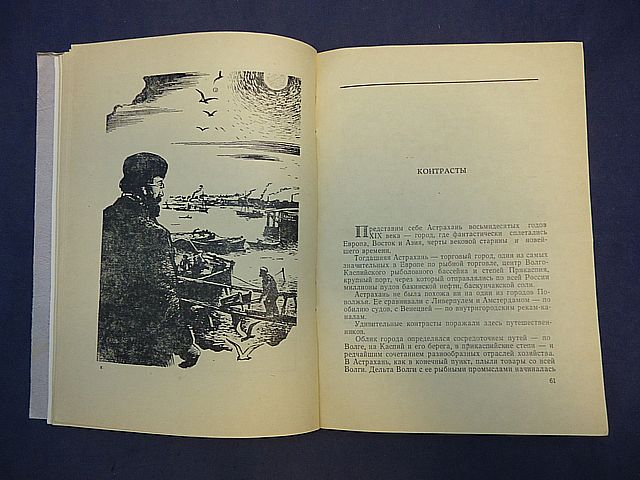 КОНТРАСТЫ
Представим себе Астрахань восьмидесятых годов
XIX века — город, где фантастически сплетались
Европа, Восток и Азия, черты вековой старины и новей-
шего времени.
Тогдашняя Астрахань — торговый город, один из самых
значительных в Европе по рыбной торговле, центр Волго-
Каспийского рыболовного бассейна и степей Прикаспия,
крупный порт, через который отправлялись по всей России
миллионы пудов бакинской нефти, баскунчакской соли.
Астрахань не была похожа ни на один из городов По-
волжья. Ее сравнивали с Ливерпулем и Амстердамом — по
обилию судов, с Венецией — по внутригородским рекам-ка-
налам.
Удивительные контрасты поражали здесь путешествен-
ников.
Облик города определялся сосредоточием путей — по
Волге, на Каспий и его берега, в прикаспийские степи — и
редчайшим сочетанием разнообразных отраслей хозяйства.
В Астрахань, как в конечный пункт, плыли товары со всей
Волги. Дельта Волги с ее рыбными промыслами начиналась
61